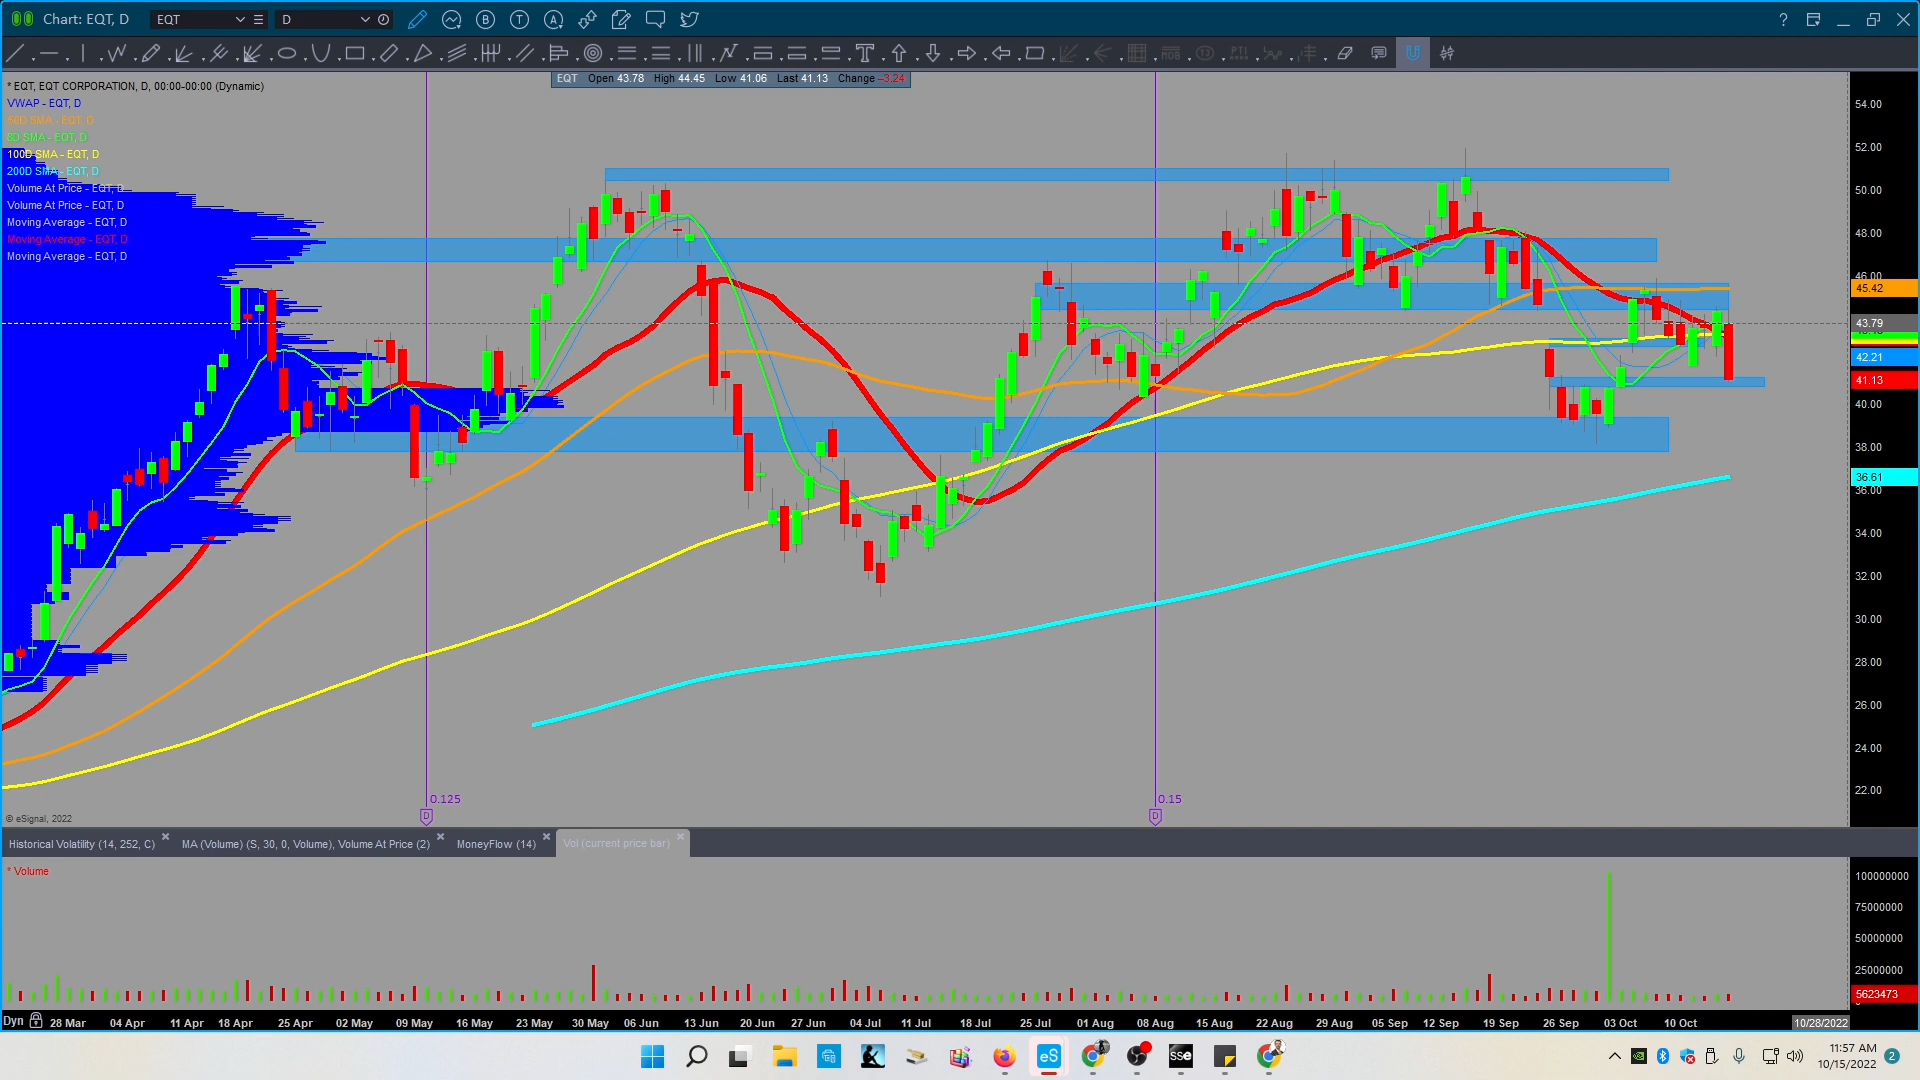 Chart: EQT, D EQT D
EQT Open 43.78 High 44.45 Low 41.06 Last 41.13 Change -3.24
* EQT, EQT CORPORATION, D, 00:00-00:00 (Dynamic)
VWAP - EQT, D
50D SMA - EQT, D
8D SMA - EQT, D
100D SMA - EQT, D
200D SMA - EQT, D
Volume At Price - EQT, D
Volume At Price - EQT, D
Moving Average - EQT, D
Moving Average - EQT, D
Moving Average - EQT, D
54.00
52.00
50.00
48.00
46.00
45.42
43.79
42.21
41.13
40.00
38.00
36.61
36.00
34.00
32.00
30.00
28.00
26.00
24.00
22.00
0.125 0.15
D D
© eSignal, 2022
Historical Volatility (14, 252, C) MA (Volume) (S, 30, 0, Volume), Volume At Price (2) MoneyFlow (14) Vol (current price bar)
* Volume
100000000
75000000
50000000
25000000
5623473
Dyn 28 Mar 04 Apr 11 Apr 18 Apr 25 Apr 02 May 09 May 16 May 23 May 30 May 06 Jun 13 Jun 20 Jun 27 Jun 04 Jul 11 Jul 18 Jul 25 Jul 01 Aug 08 Aug 15 Aug 22 Aug 29 Aug 05 Sep 12 Sep 19 Sep 26 Sep 03 Oct 10 Oct 10/28/2022
eS SSe
11:57 AM
10/15/2022 2